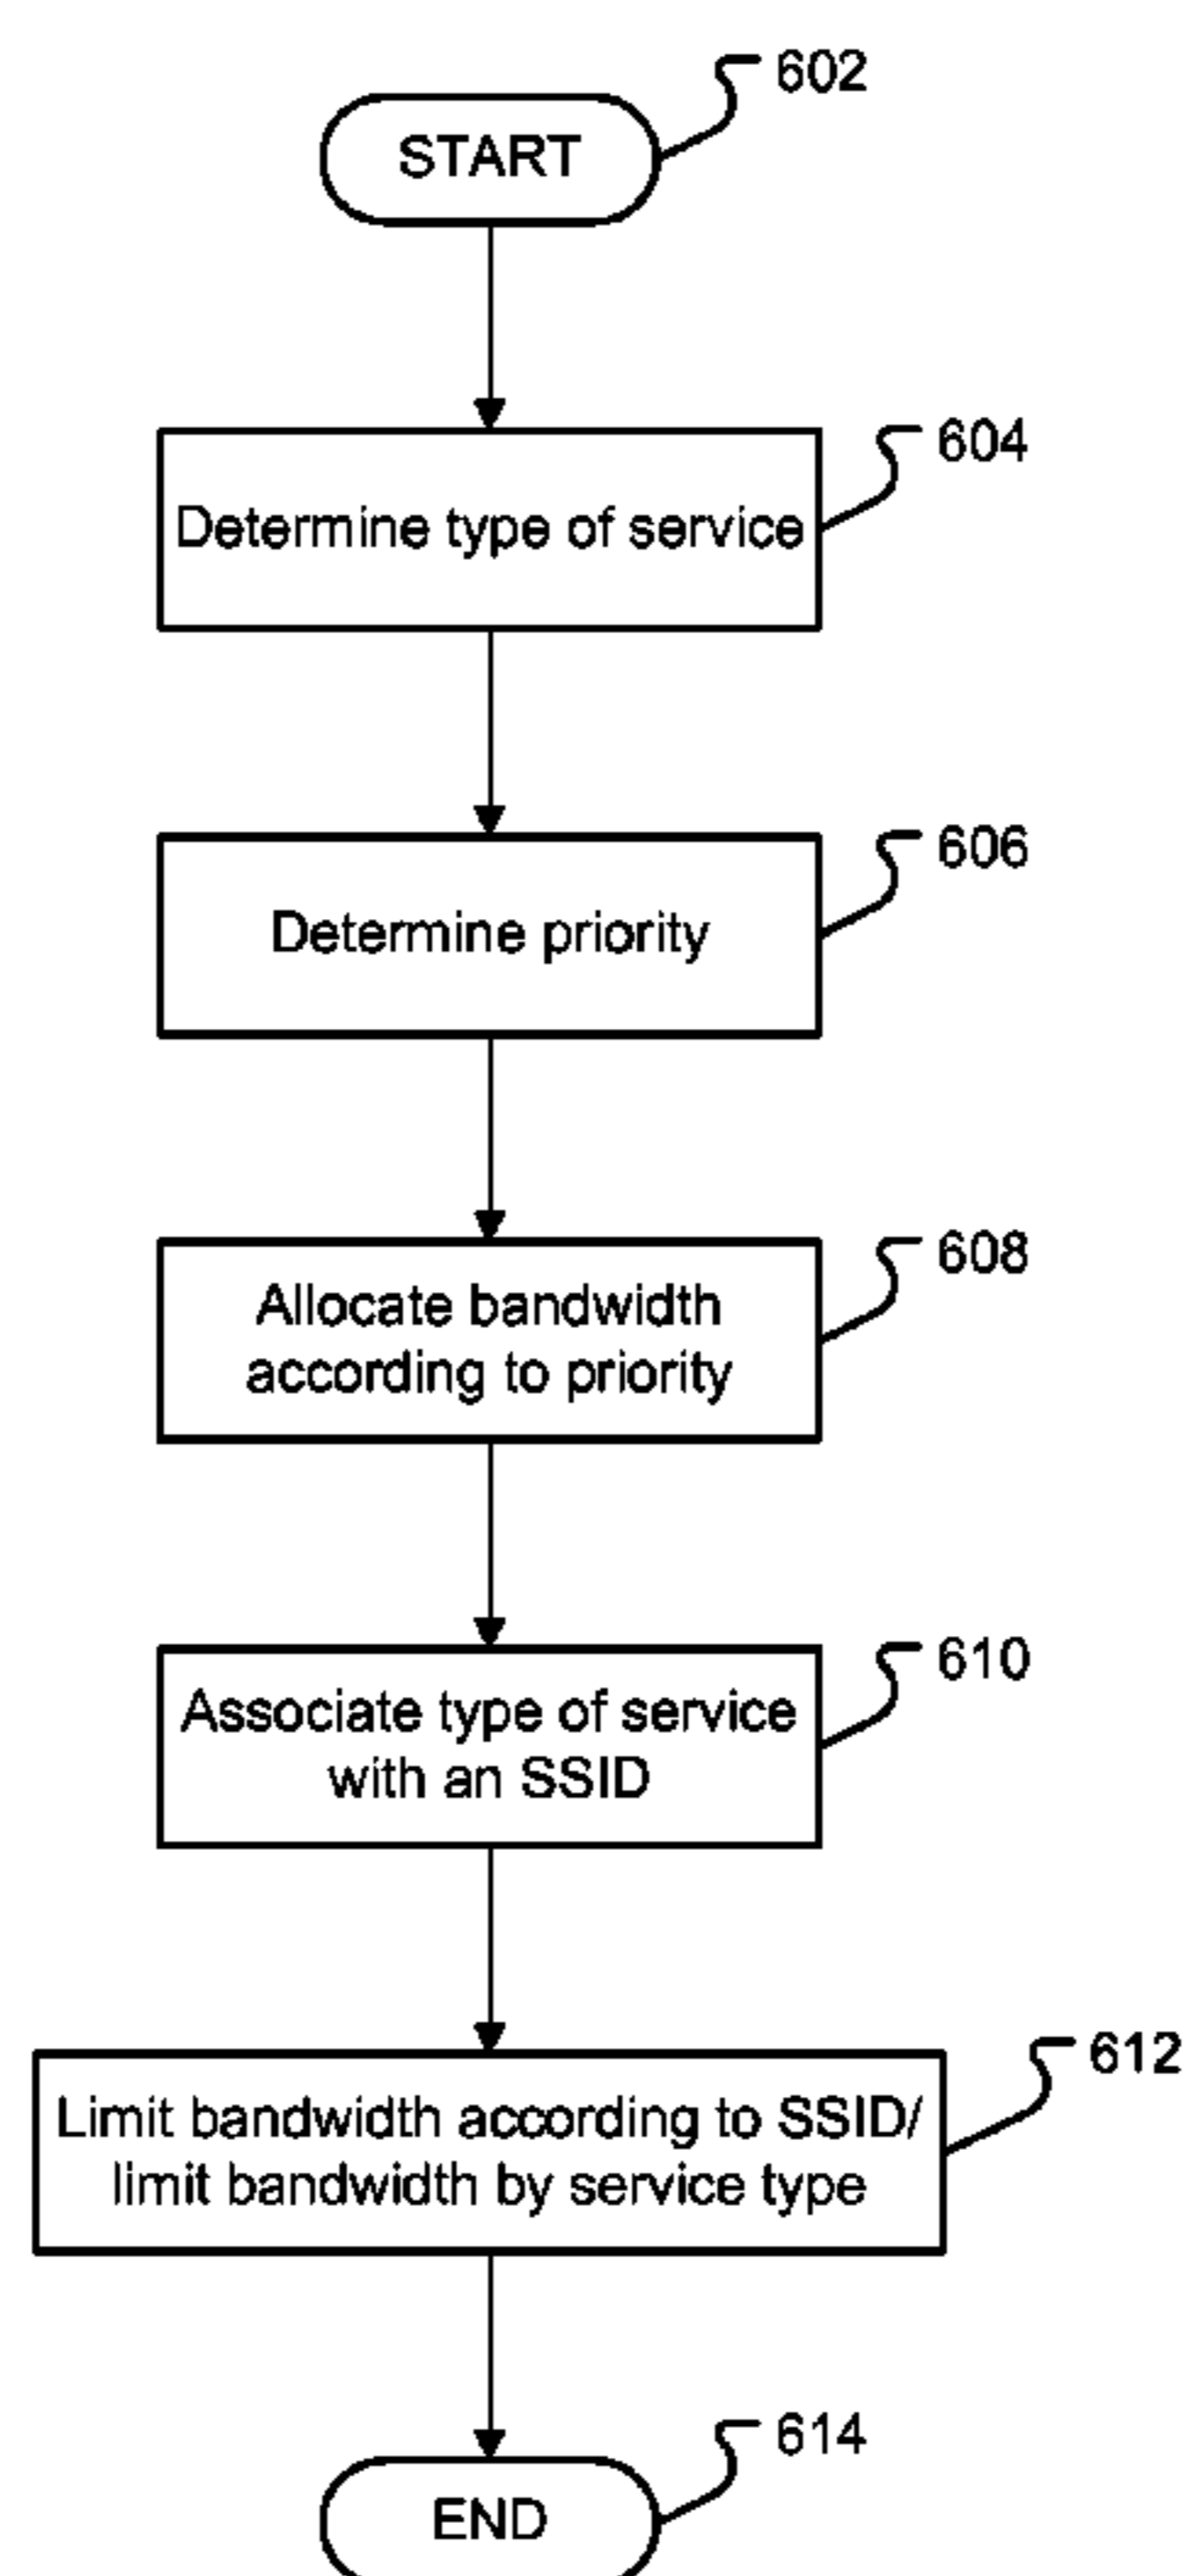 602
START
604
Determine type of service
606
Determine priority
608
Allocate bandwidth
according to priority
610
Associate type of service
with an SSID
612
Limit bandwidth according to SSID/
limit bandwidth by service type
614
END